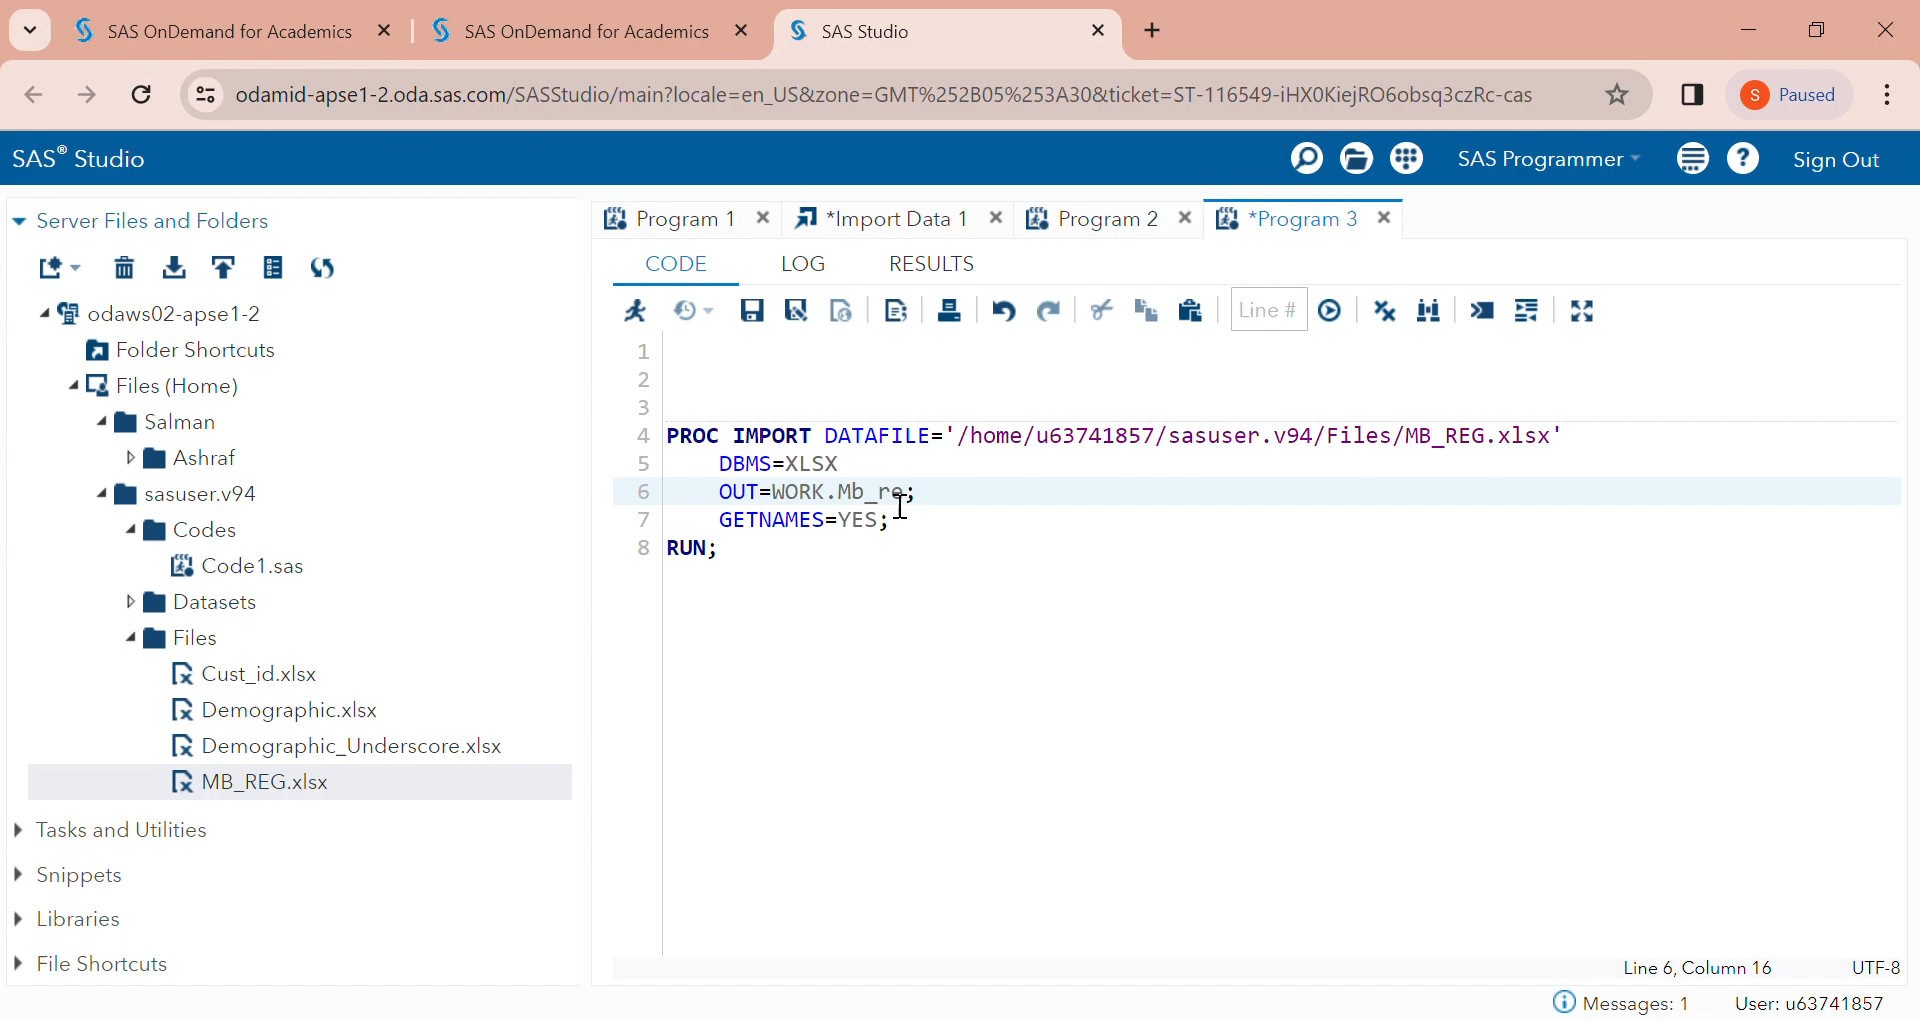 SAS OnDemand for Academics
SAS OnDemand for Academics
SAS Studio
odamid-apse1-2.oda.sas.com/SASStudio/main?locale=en_US&zone=GMT%252B05%253A30&ticket=ST-116549-iHX0KiejRO6obsq3czRc-cas
S Paused
SAS® Studio
SAS Programmer
Sign Out
Server Files and Folders
odaws02-apse1-2
Folder Shortcuts
Files (Home)
Salman
Ashraf
sasuser.v94
Codes
Code1.sas
Datasets
Files
Cust_id.xlsx
Demographic.xlsx
Demographic_Underscore.xlsx
MB_REG.xlsx
Tasks and Utilities
Snippets
Libraries
File Shortcuts
Program 1
*Import Data 1
Program 2
*Program 3
CODE LOG RESULTS
Line #
1
2
3
4 PROC IMPORT DATAFILE='/home/u63741857/sasuser.v94/Files/MB_REG.xlsx'
5 DBMS=XLSX
6 OUT=WORK.Mb_re;
7 GETNAMES=YES;
8 RUN;
Line 6, Column 16 UTF-8
Messages: 1 User: u63741857